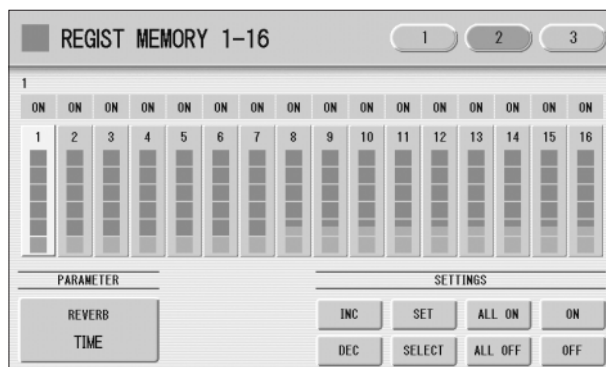 REGIST MEMORY 1-16 1 2 3
1
ON ON ON ON ON ON ON ON ON ON ON ON ON ON ON ON
1 2 3 4 5 6 7 8 9 10 11 12 13 14 15 16
PARAMETER SETTINGS
REVERB
TIME
INC SET ALL ON ON
DEC SELECT ALL OFF OFF